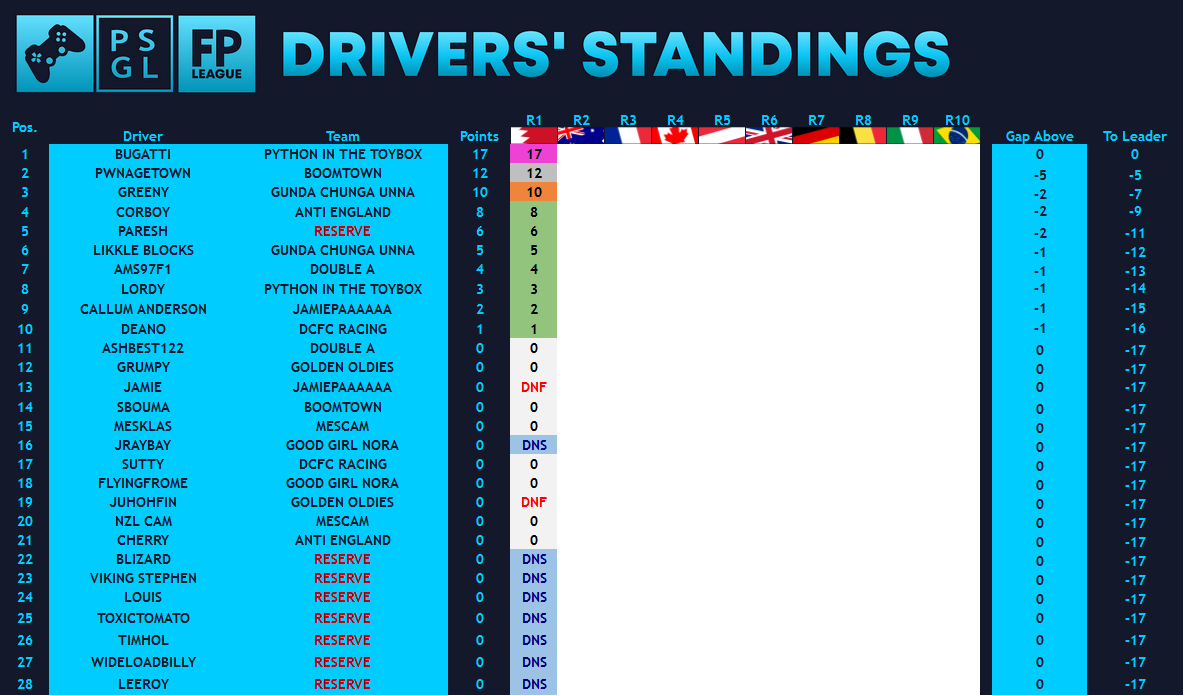 PS GL FP LEAGUE DRIVERS' STANDINGS
Pos. Driver Team Points R1 R2 R3 R4 R5 R6 R7 R8 R9 R10 Gap Above To Leader
1 BUGATTI PYTHON IN THE TOYBOX 17 17 0 0
2 PWNAGETOWN BOOMTOWN 12 12 -5 -5
3 GREENY GUNDA CHUNGA UNNA 10 10 -2 -7
4 CORBOY ANTI ENGLAND 8 8 -2 -9
5 PARESH RESERVE 6 6 -2 -11
6 LIKKLE BLOCKS GUNDA CHUNGA UNNA 5 5 -1 -12
7 AMS97F1 DOUBLE A 4 4 -1 -13
8 LORDY PYTHON IN THE TOYBOX 3 3 -1 -14
9 CALLUM ANDERSON JAMIEPAAAAAA 2 2 -1 -15
10 DEANO DCFC RACING 1 1 -1 -16
11 ASHBEST122 DOUBLE A 0 0 0 -17
12 GRUMPY GOLDEN OLDIES 0 0 0 -17
13 JAMIE JAMIEPAAAAAA 0 DNF 0 -17
14 SBOUMA BOOMTOWN 0 0 0 -17
15 MESKLAS MESCAM 0 0 0 -17
16 JRAYBAY GOOD GIRL NORA 0 DNS 0 -17
17 SUTTY DCFC RACING 0 0 0 -17
18 FLYINGFROME GOOD GIRL NORA 0 0 0 -17
19 JUHOHFIN GOLDEN OLDIES 0 DNF 0 -17
20 NZL CAM MESCAM 0 0 0 -17
21 CHERRY ANTI ENGLAND 0 0 0 -17
22 BLIZARD RESERVE 0 DNS 0 -17
23 VIKING STEPHEN RESERVE 0 DNS 0 -17
24 LOUIS RESERVE 0 DNS 0 -17
25 TOXICTOMATO RESERVE 0 DNS 0 -17
26 TIMHOL RESERVE 0 DNS 0 -17
27 WIDELOADBILLY RESERVE 0 DNS 0 -17
28 LEEROY RESERVE 0 DNS 0 -17